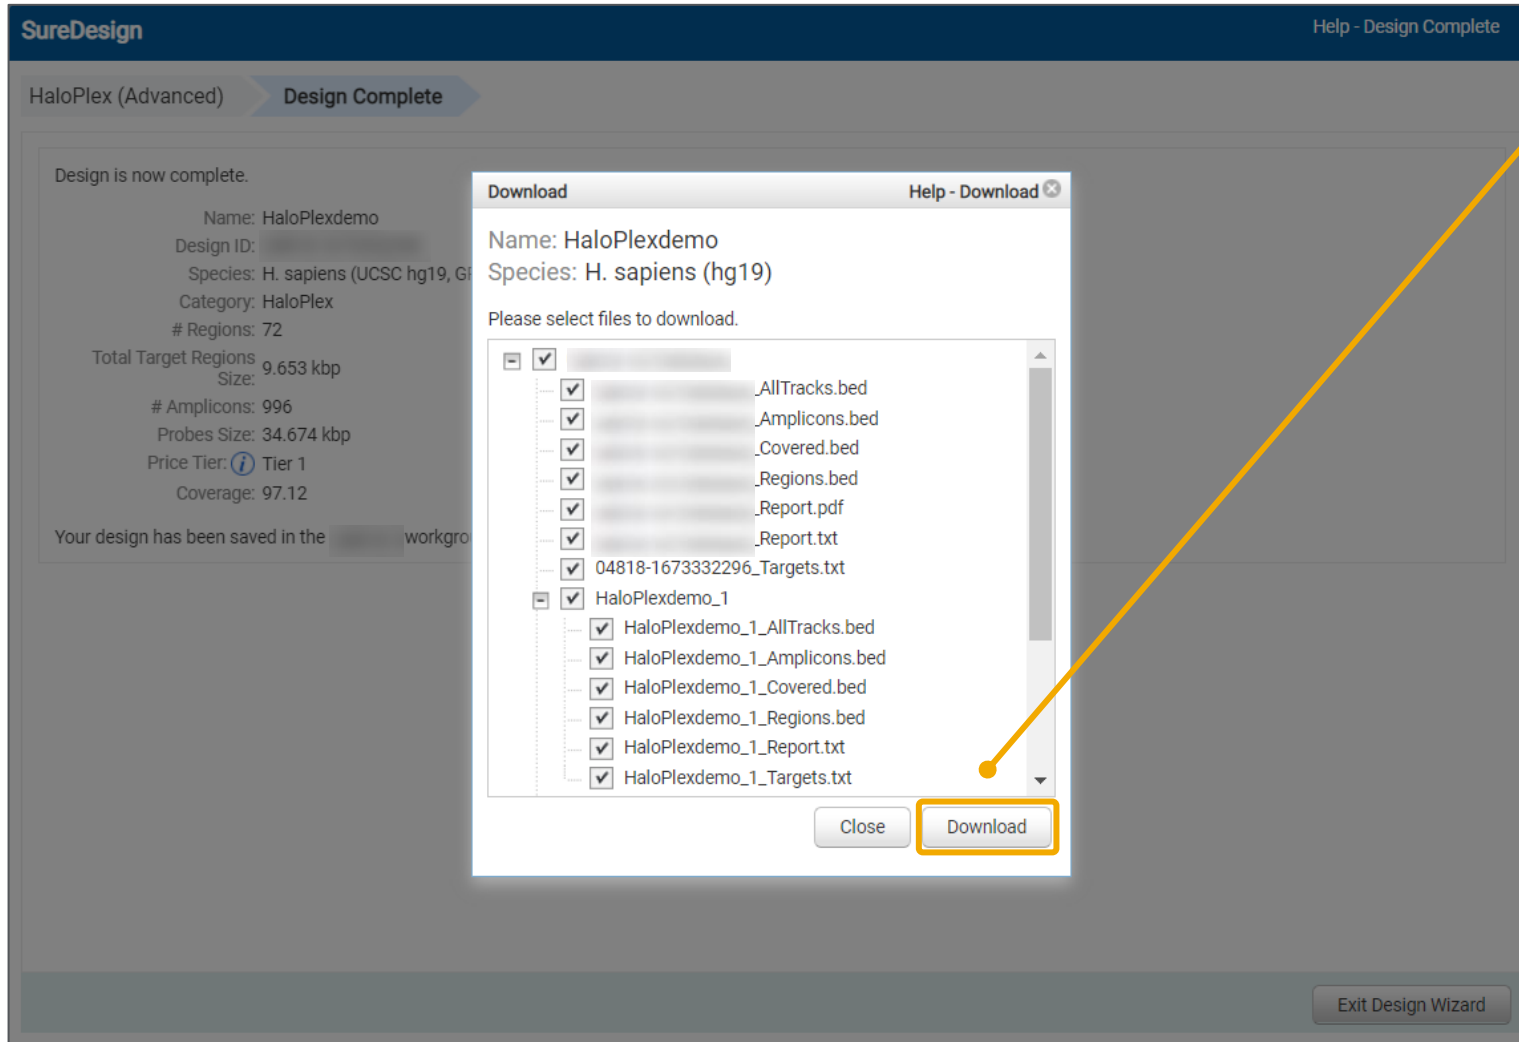 SureDesign
Help - Design Complete
HaloPlex (Advanced)
Design Complete
Design is now complete.
Name: HaloPlexdemo
Design ID:
Species: H. sapiens (UCSC hg19,
Category: HaloPlex
# Regions: 72
Total Target Regions Size: 9.653 kbp
# Amplicons: 996
Probes Size: 34.674 kbp
Price Tier: i Tier 1
Coverage: 97.12
Your design has been saved in the
Download
Help - Download
Name: HaloPlexdemo
Species: H. sapiens (hg19)
Please select files to download.
_AllTracks.bed
_Amplicons.bed
_Covered.bed
_Regions.bed
_Report.pdf
_Report.txt
04818-1673332296_Targets.txt
HaloPlexdemo_1
HaloPlexdemo_1_AllTracks.bed
HaloPlexdemo_1_Amplicons.bed
HaloPlexdemo_1_Covered.bed
HaloPlexdemo_1_Regions.bed
HaloPlexdemo_1_Report.txt
HaloPlexdemo_1_Targets.txt
Close
Download
Exit Design Wizard